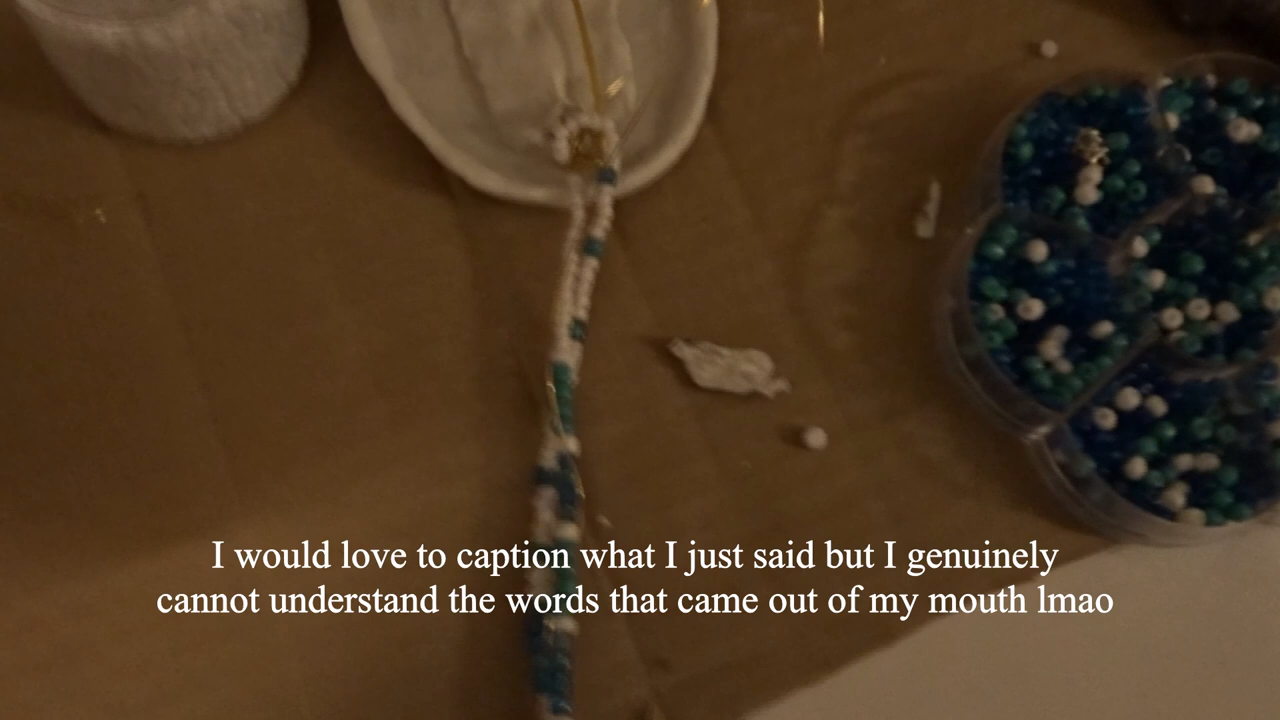 I would love to caption what I just said but I genuinely
cannot understand the words that came out of my mouth lmao